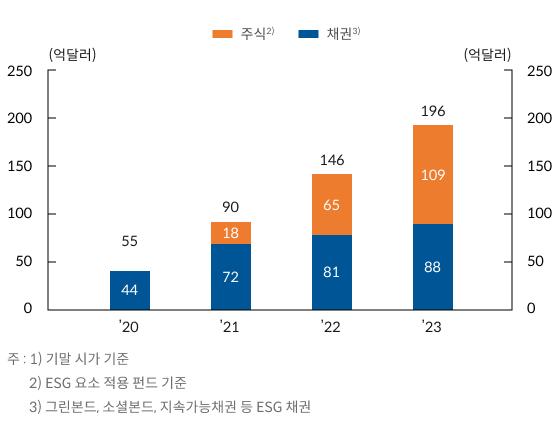 주식2) 채권3)
(억달러) (억달러)
250 250
196
200 200
146
150 150
109
90
65
100 100
55
18
88
81
72
50 50
44
0 0
'20 '21 '22 '23
주 : 1) 기말 시가 기준
2) ESG 요소 적용 펀드 기준
3) 그린본드, 소셜본드, 지속가능채권 등 ESG 채권